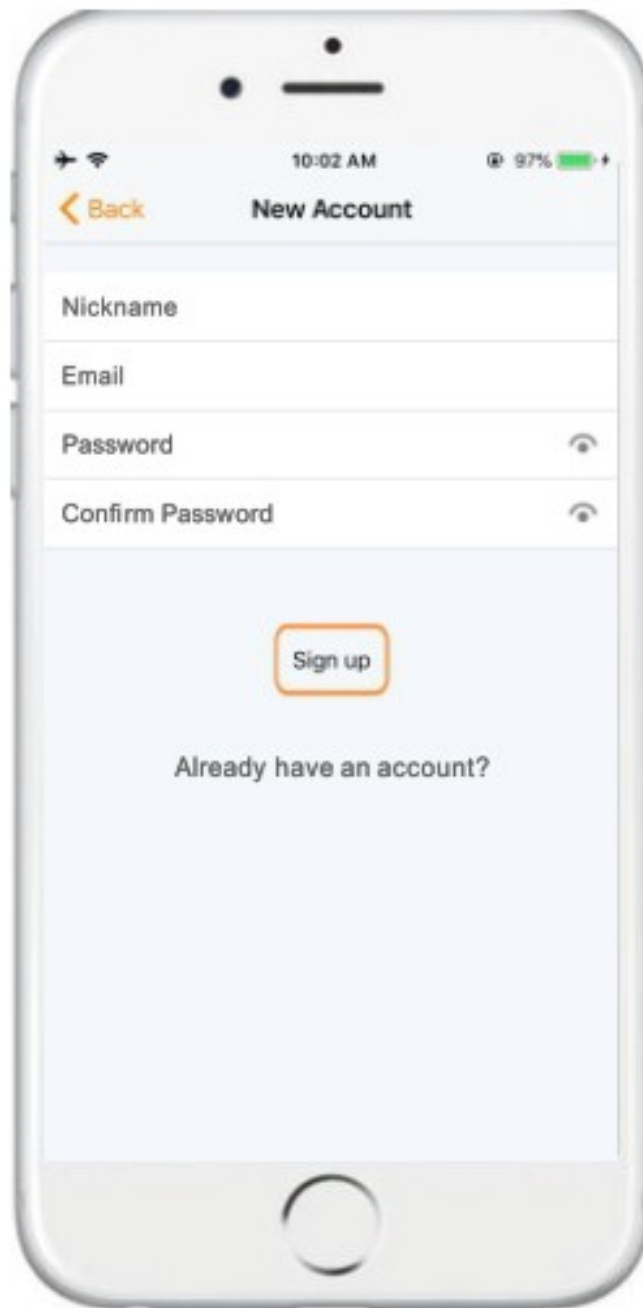 10:02 AM 97%
Back New Account
Nickname
Email
Password
Confirm Password
Sign up
Already have an account?